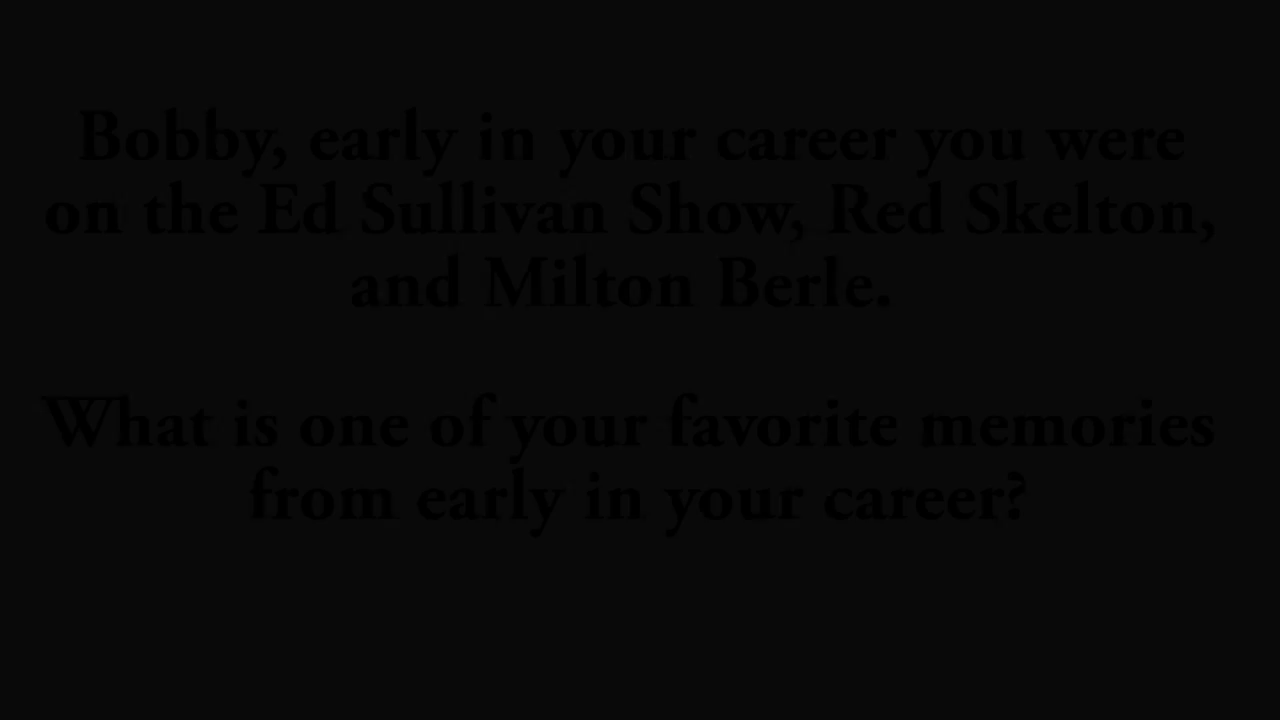 Bobby, early in your career you were
on the Ed Sullivan Show, Red Skelton,
and Milton Berle.
What is one of your favorite memories
from early in your career?